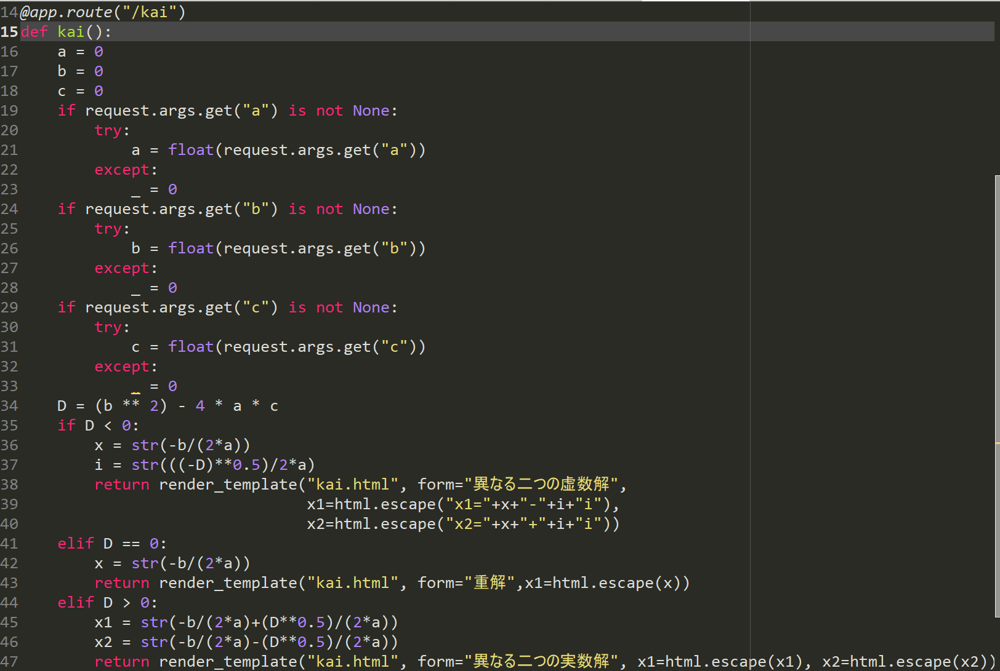 14@app.route("/kai")
15def kai():
16    a = 0
17    b = 0
18    c = 0
19    if request.args.get("a") is not None:
20        try:
21            a = float(request.args.get("a"))
22        except:
23            _ = 0
24    if request.args.get("b") is not None:
25        try:
26            b = float(request.args.get("b"))
27        except:
28            _ = 0
29    if request.args.get("c") is not None:
30        try:
31            c = float(request.args.get("c"))
32        except:
33            _ = 0
34    D = (b ** 2) - 4 * a * c
35    if D < 0:
36        x = str(-b/(2*a))
37        i = str(((-D)**0.5)/2*a)
38        return render_template("kai.html", form="異なる二つの虚数解",
39                               x1=html.escape("x1="+x+"-"+i+"i"),
40                               x2=html.escape("x2="+x+"+"+i+"i"))
41    elif D == 0:
42        x = str(-b/(2*a))
43        return render_template("kai.html", form="重解",x1=html.escape(x))
44    elif D > 0:
45        x1 = str(-b/(2*a)+(D**0.5)/(2*a))
46        x2 = str(-b/(2*a)-(D**0.5)/(2*a))
47        return render_template("kai.html", form="異なる二つの実数解", x1=html.escape(x1), x2=html.escape(x2))